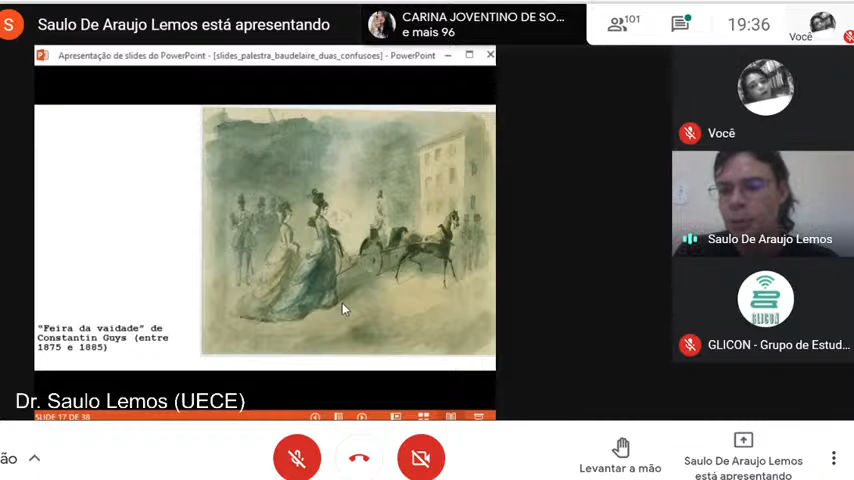 S
Saulo De Araujo Lemos está apresentando
CARINA JOVENTINO DE SO...
e mais 96
101
19:36
Você
Apresentação de slides do PowerPoint - [slides_palestra_baudelaire_duas_confusoes] - PowerPoint
Você
Saulo De Araujo Lemos
"Feira da vaidade" de
Constantin Guys (entre
1875 e 1885)
GLICON
GLICON - Grupo de Estud...
Dr. Saulo Lemos (UECE)
SLIDE 17 DE 38
ão
Levantar a mão
Saulo De Araujo Lemos
está apresentando